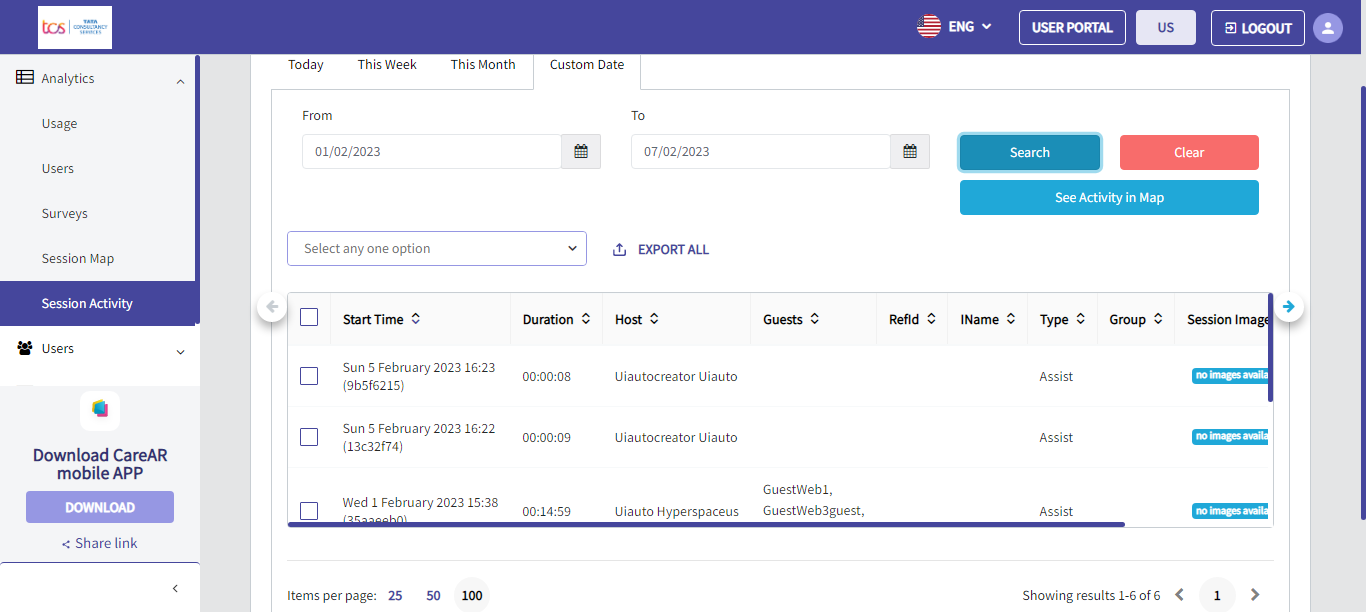 tcs TATA
CONSULTANCY
SERVICES
ENG
USER PORTAL
US
LOGOUT
Analytics
Usage
Users
Surveys
Session Map
Session Activity
Users
Download CareAR
mobile APP
DOWNLOAD
Share link
Today This Week This Month Custom Date
From To
01/02/2023 07/02/2023 Search Clear
See Activity in Map
Select any one option EXPORT ALL
Start Time Duration Host Guests RefId IName Type Group Session Image
Sun 5 February 2023 16:23
(9b5f6215) 00:00:08 Uiautocreator Uiauto Assist no images availa
Sun 5 February 2023 16:22
(13c32f74) 00:00:09 Uiautocreator Uiauto Assist no images availa
GuestWeb1,
Wed 1 February 2023 15:38 00:14:59 Uiauto Hyperspaceus GuestWeb3guest, Assist no images availa
(35aaeeb0)
Items per page: 25 50 100 Showing results 1-6 of 6 1